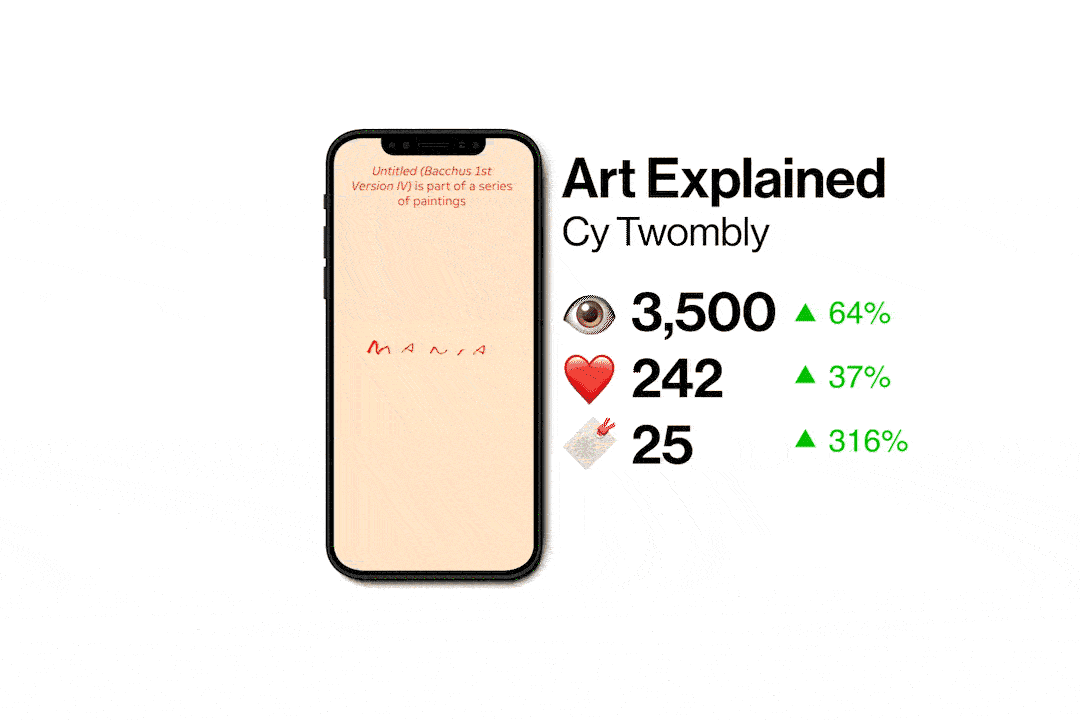 Untitled (Bacchus 1st
Version IV) is part of a series
of paintings
MANIA
Art Explained
Cy Twombly
3,500 ▲ 64%
242 ▲ 37%
25 ▲ 316%